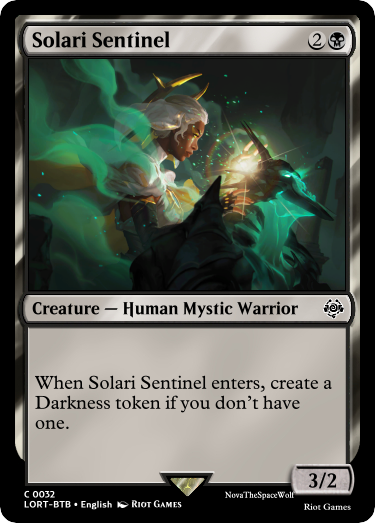 Solari Sentinel 2
Creature — Human Mystic Warrior
When Solari Sentinel enters, create a
Darkness token if you don't have
one.
3/2
C 0032
LORT-BTB • English Riot Games
NovaTheSpaceWolf
Riot Games